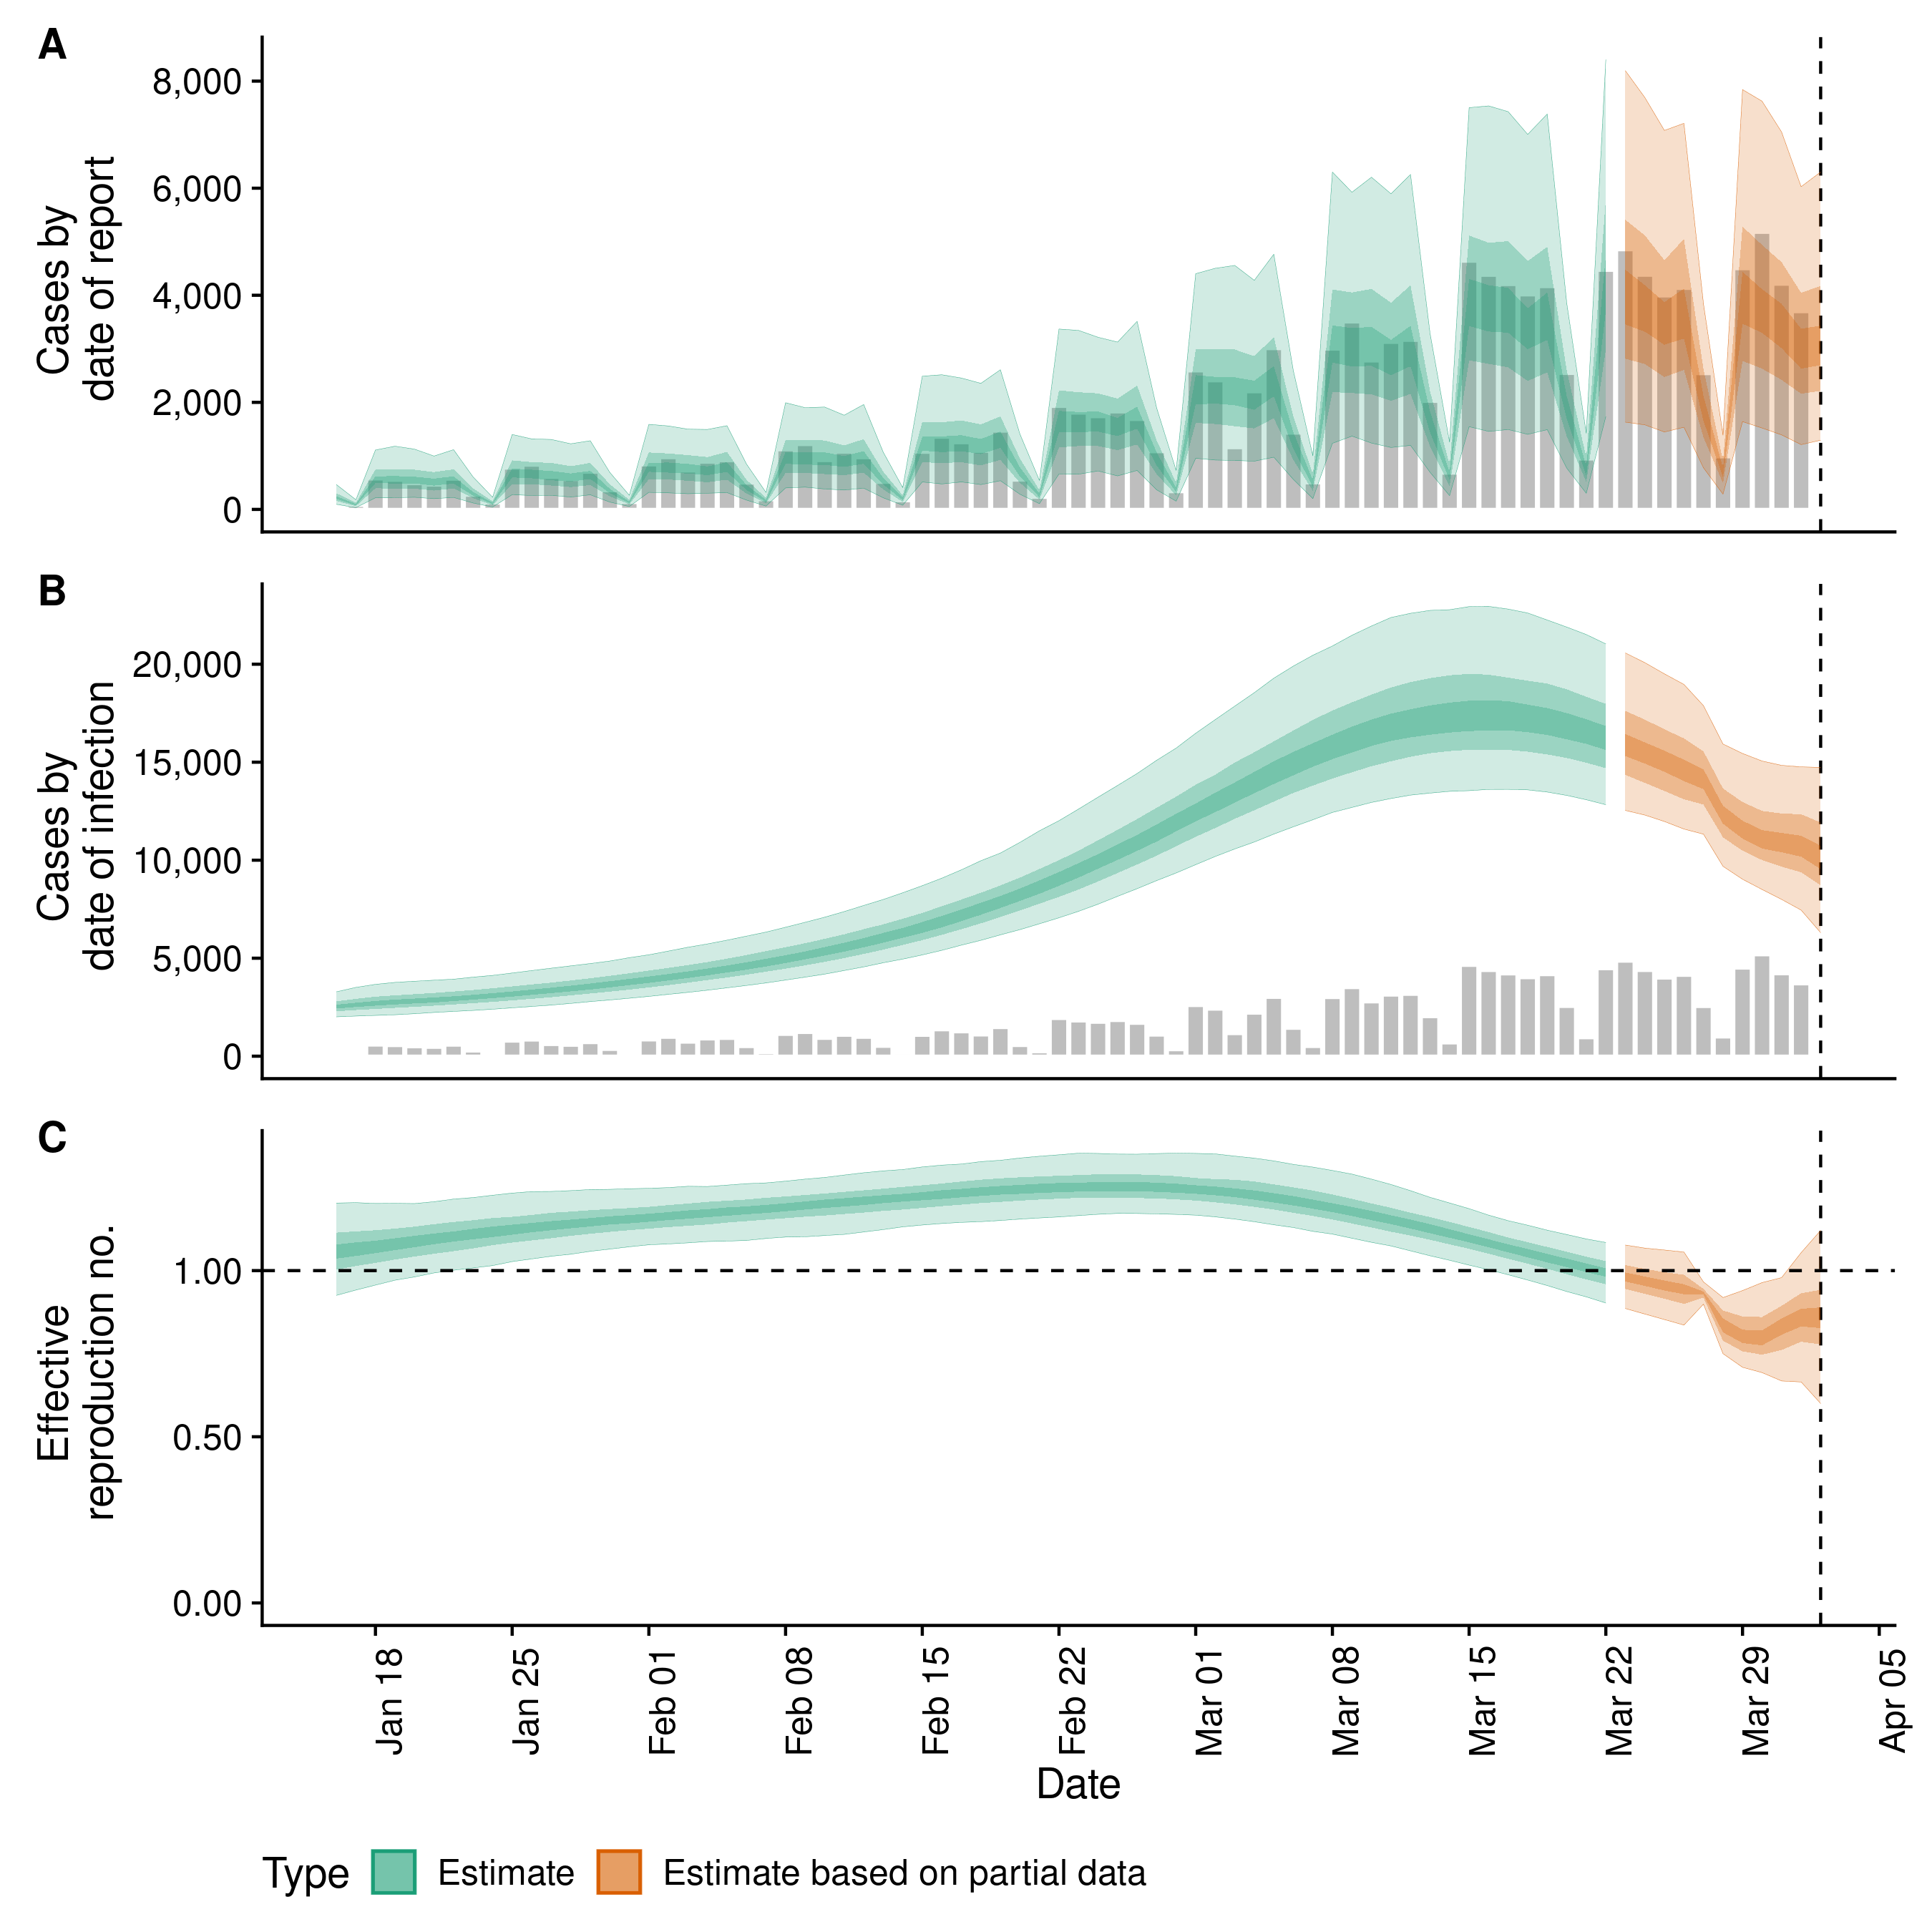 A
Cases by
date of report
8,000
6,000
4,000
2,000
0
B
Cases by
date of infection
20,000
15,000
10,000
5,000
0
C
Effective
reproduction no.
1.00
0.50
0.00
Jan 18
Jan 25
Feb 01
Feb 08
Feb 15
Feb 22
Mar 01
Mar 08
Mar 15
Mar 22
Mar 29
Apr 05
Date
Type Estimate Estimate based on partial data